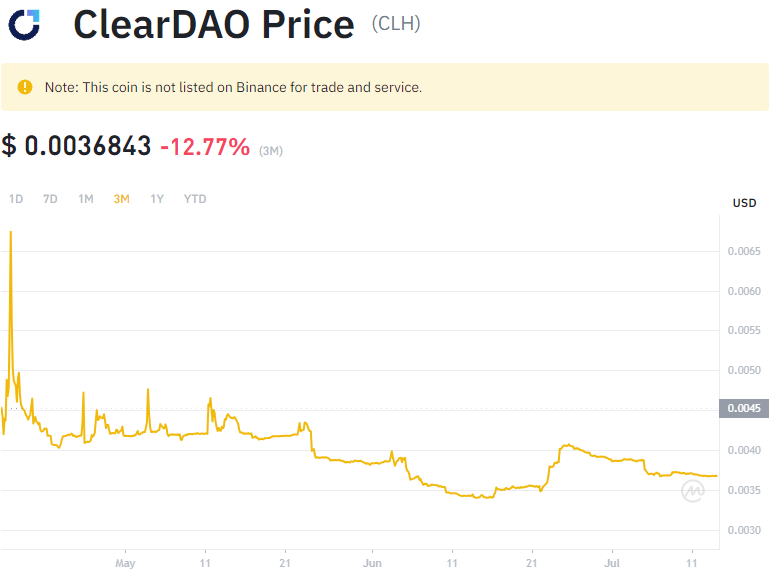 ClearDAO Price (CLH)
Note: This coin is not listed on Binance for trade and service.
$ 0.0036843 -12.77% (3M)
1D 7D 1M 3M 1Y YTD
USD
0.0065
0.0060
0.0055
0.0050
0.0045
0.0040
0.0035
0.0030
May 11 21 Jun 11 21 Jul 11